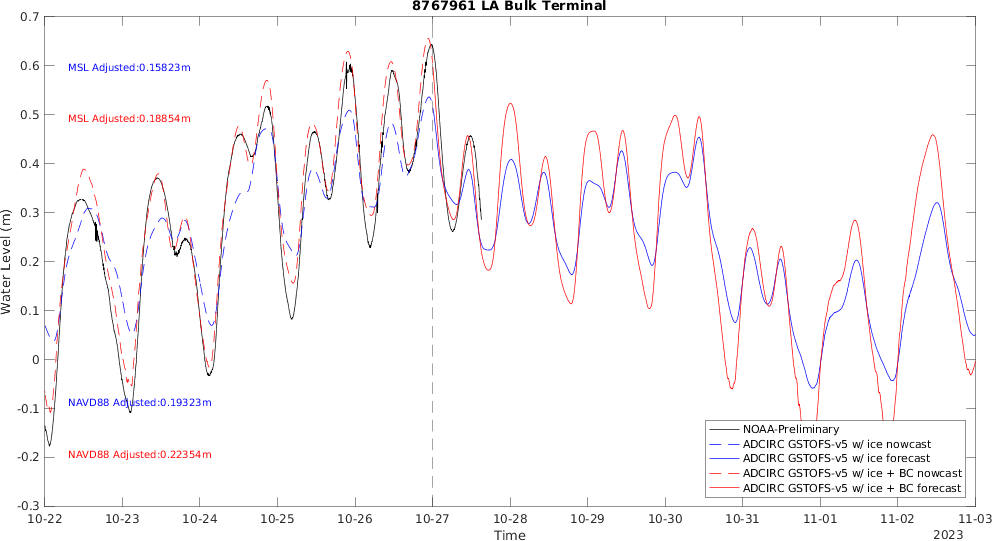 8767961 LA Bulk Terminal
0.7
0.6
0.5
0.4
0.3
0.2
0.1
0
-0.1
-0.2
-0.3
Water Level (m)
MSL Adjusted:0.15823m
MSL Adjusted:0.18854m
NAVD88 Adjusted:0.19323m
NAVD88 Adjusted:0.22354m
NOAA-Preliminary
ADCIRC GSTOFS-v5 w/ ice nowcast
ADCIRC GSTOFS-v5 w/ ice forecast
ADCIRC GSTOFS-v5 w/ ice + BC nowcast
ADCIRC GSTOFS-v5 w/ ice + BC forecast
10-22 10-23 10-24 10-25 10-26 10-27 10-28 10-29 10-30 10-31 11-01 11-02 11-03
Time
2023